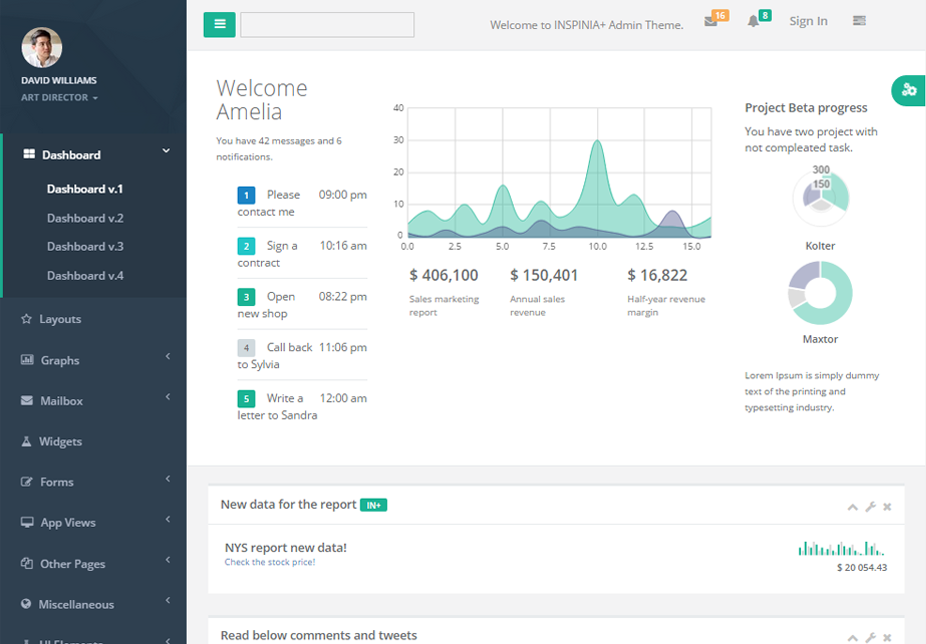 DAVID WILLIAMS
ART DIRECTOR
Dashboard
Dashboard v.1
Dashboard v.2
Dashboard v.3
Dashboard v.4
Layouts
Graphs
Mailbox
Widgets
Forms
App Views
Other Pages
Miscellaneous
UI Elements
Welcome to INSPINIA+ Admin Theme.
16
8
Sign In
Welcome
Amelia
You have 42 messages and 6
notifications.
1 Please 09:00 pm
contact me
2 Sign a 10:16 am
contract
3 Open 08:22 pm
new shop
4 Call back 11:06 pm
to Sylvia
5 Write a 12:00 am
letter to Sandra
40
30
20
10
0
0.0 2.5 5.0 7.5 10.0 12.5 15.0
$ 406,100
Sales marketing
report
$ 150,401
Annual sales
revenue
$ 16,822
Half-year revenue
margin
Project Beta progress
You have two project with
not compleated task.
300
150
Kolter
Maxtor
Lorem Ipsum is simply dummy
text of the printing and
typesetting industry.
New data for the report IN+
NYS report new data!
Check the stock price!
$ 20 054.43
Read below comments and tweets